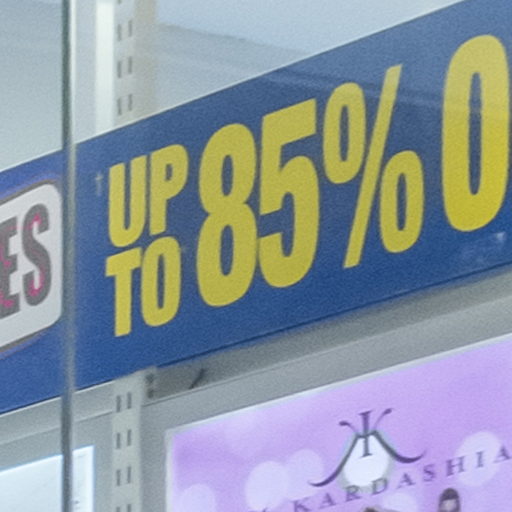 ES
UP
TO 85% O
KARDASHIA